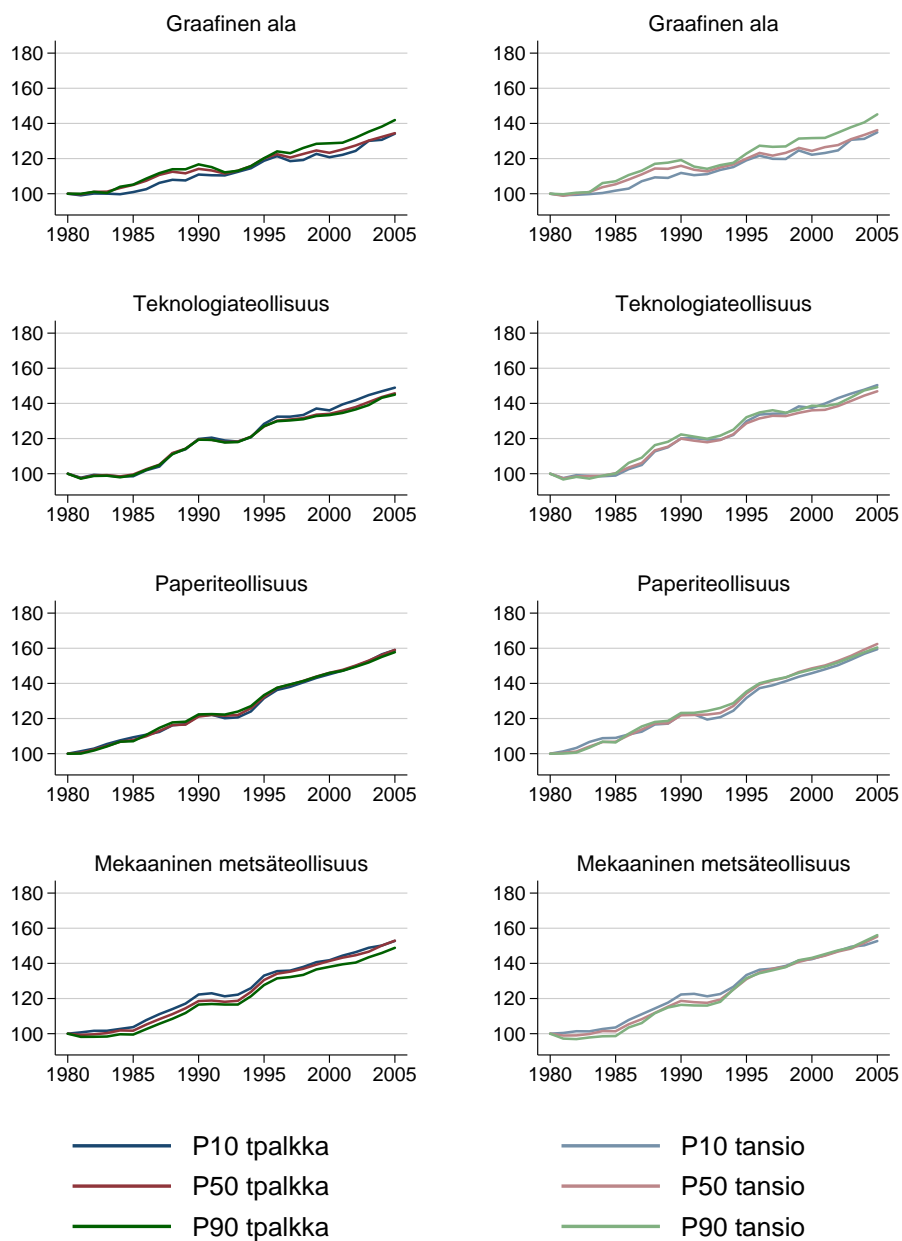 Graafinen ala
180
160
140
120
100
1980 1985 1990 1995 2000 2005
Graafinen ala
180
160
140
120
100
1980 1985 1990 1995 2000 2005
Teknologiateollisuus
180
160
140
120
100
1980 1985 1990 1995 2000 2005
Teknologiateollisuus
180
160
140
120
100
1980 1985 1990 1995 2000 2005
Paperiteollisuus
180
160
140
120
100
1980 1985 1990 1995 2000 2005
Paperiteollisuus
180
160
140
120
100
1980 1985 1990 1995 2000 2005
Mekaaninen metsäteollisuus
180
160
140
120
100
1980 1985 1990 1995 2000 2005
Mekaaninen metsäteollisuus
180
160
140
120
100
1980 1985 1990 1995 2000 2005
P10 tpalkka
P50 tpalkka
P90 tpalkka
P10 tansio
P50 tansio
P90 tansio